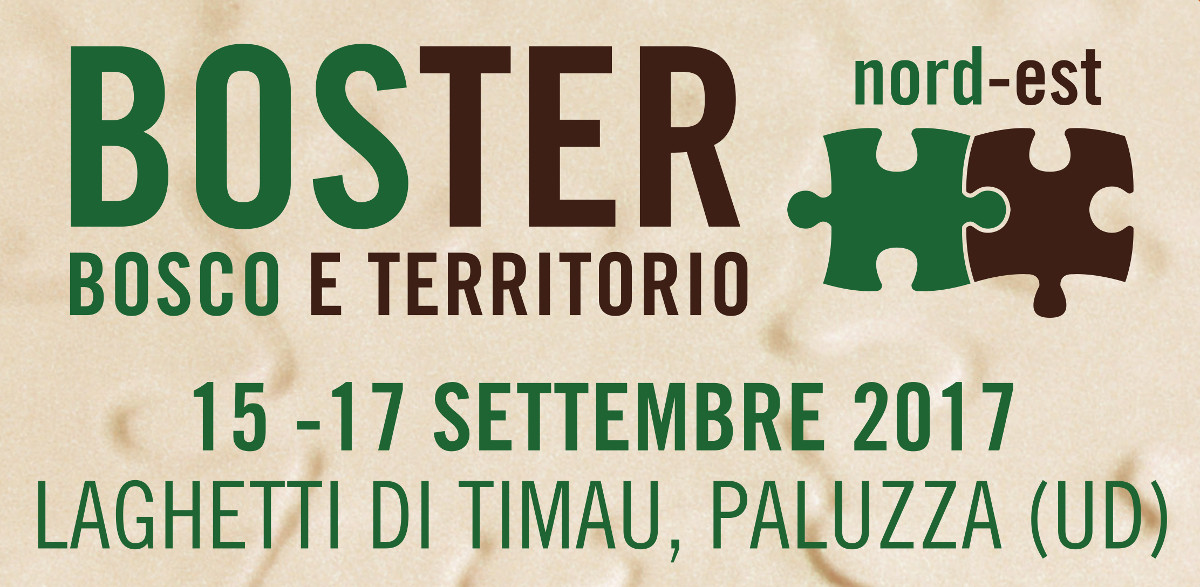 BOSTER
nord-est
BOSCO E TERRITORIO
15 -17 SETTEMBRE 2017
LAGHETTI DI TIMAU, PALUZZA (UD)